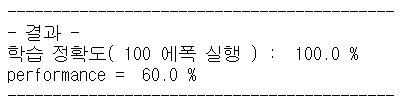 - 결과 -
학습 정확도( 100 에폭 실행 ) :  100.0 %
performance =  60.0 %